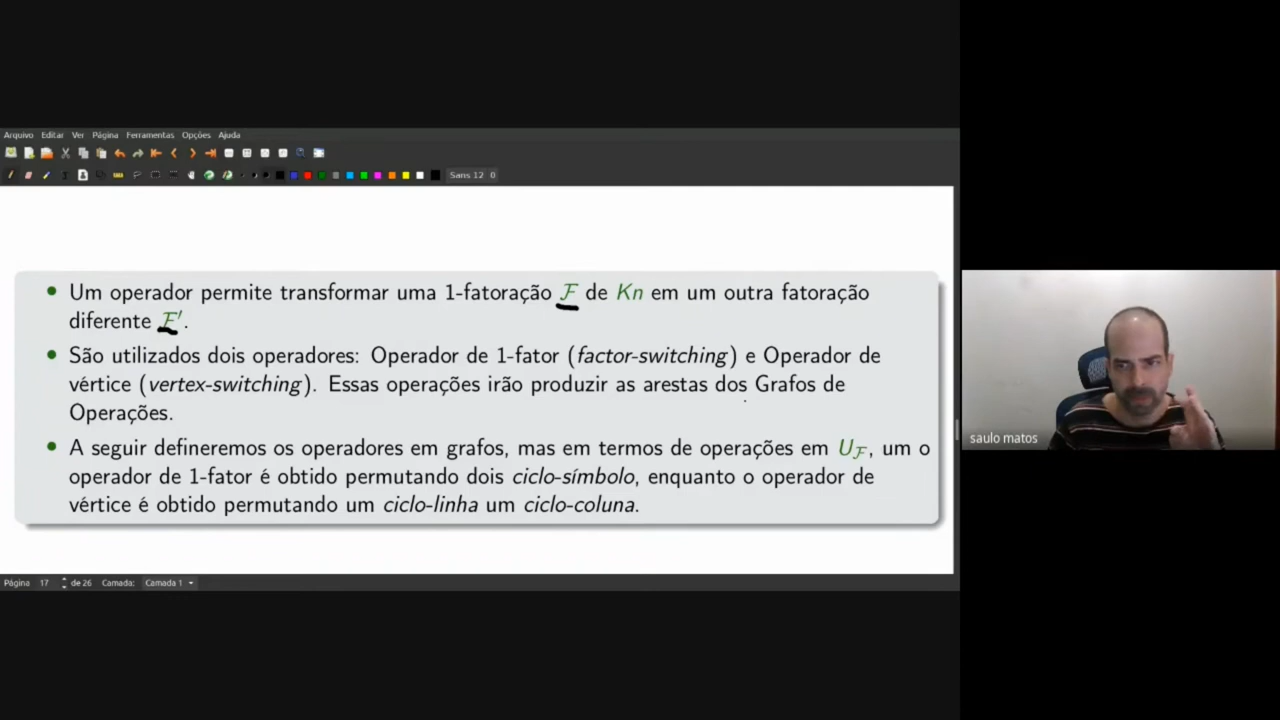 Arquivo Editar Ver Página Ferramentas Opções Ajuda
Sans 12
Um operador permite transformar uma 1-fatoração F de Kn em um outra fatoração
diferente F′.
São utilizados dois operadores: Operador de 1-fator (factor-switching) e Operador de
vértice (vertex-switching). Essas operações irão produzir as arestas dos Grafos de
Operações.
A seguir defineremos os operadores em grafos, mas em termos de operações em U_F, um o
operador de 1-fator é obtido permutando dois ciclo-símbolo, enquanto o operador de
vértice é obtido permutando um ciclo-linha um ciclo-coluna.
saulo matos
Página 17 de 26 Camada: Camada 1